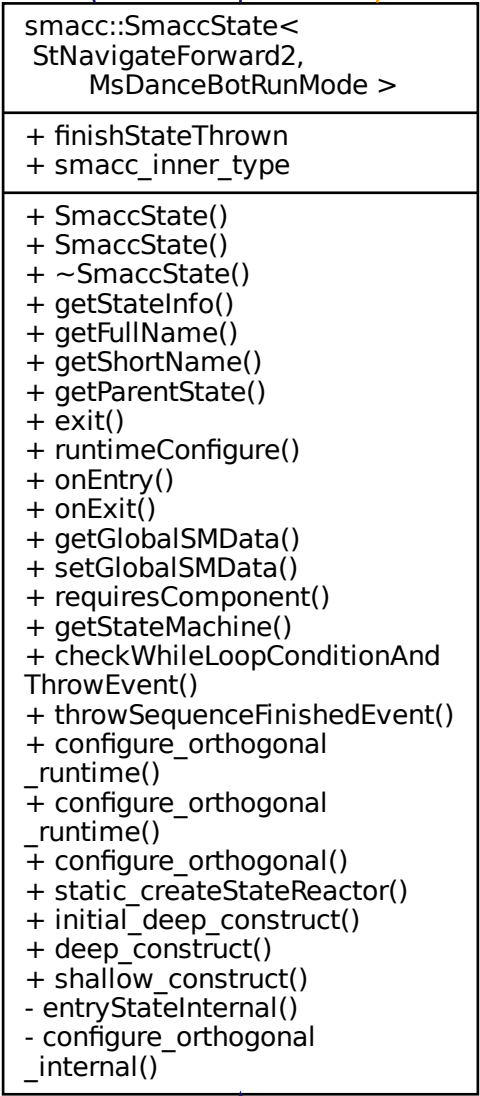 smacc::SmaccState<
StNavigateForward2,
MsDanceBotRunMode >
+ finishStateThrown
+ smacc_inner_type
+ SmaccState()
+ SmaccState()
+ ~SmaccState()
+ getStateInfo()
+ getFullName()
+ getShortName()
+ getParentState()
+ exit()
+ runtimeConfigure()
+ onEntry()
+ onExit()
+ getGlobalSMData()
+ setGlobalSMData()
+ requiresComponent()
+ getStateMachine()
+ checkWhileLoopConditionAnd
ThrowEvent()
+ throwSequenceFinishedEvent()
+ configure_orthogonal
_runtime()
+ configure_orthogonal
_runtime()
+ configure_orthogonal()
+ static_createStateReactor()
+ initial_deep_construct()
+ deep_construct()
+ shallow_construct()
- entryStateInternal()
- configure_orthogonal
_internal()